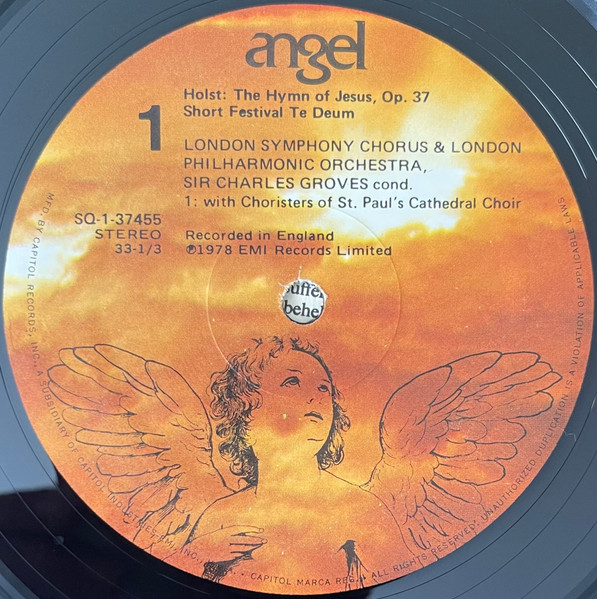 angel
Holst: The Hymn of Jesus, Op. 37
Short Festival Te Deum
1
LONDON SYMPHONY CHORUS & LONDON
PHILHARMONIC ORCHESTRA,
SIR CHARLES GROVES cond.
1: with Choristers of St. Paul's Cathedral Choir
SQ-1-37455
STEREO
33-1/3
Recorded in England
℗1978 EMI Records Limited
MFD. BY CAPITOL RECORDS, INC., A SUBSIDIARY OF CAPITOL INDUSTRIES-EMI, INC., • CAPITOL MARCA REG. • ALL RIGHTS RESERVED. UNAUTHORIZED DUPLICATION IS A VIOLATION OF APPLICABLE LAWS